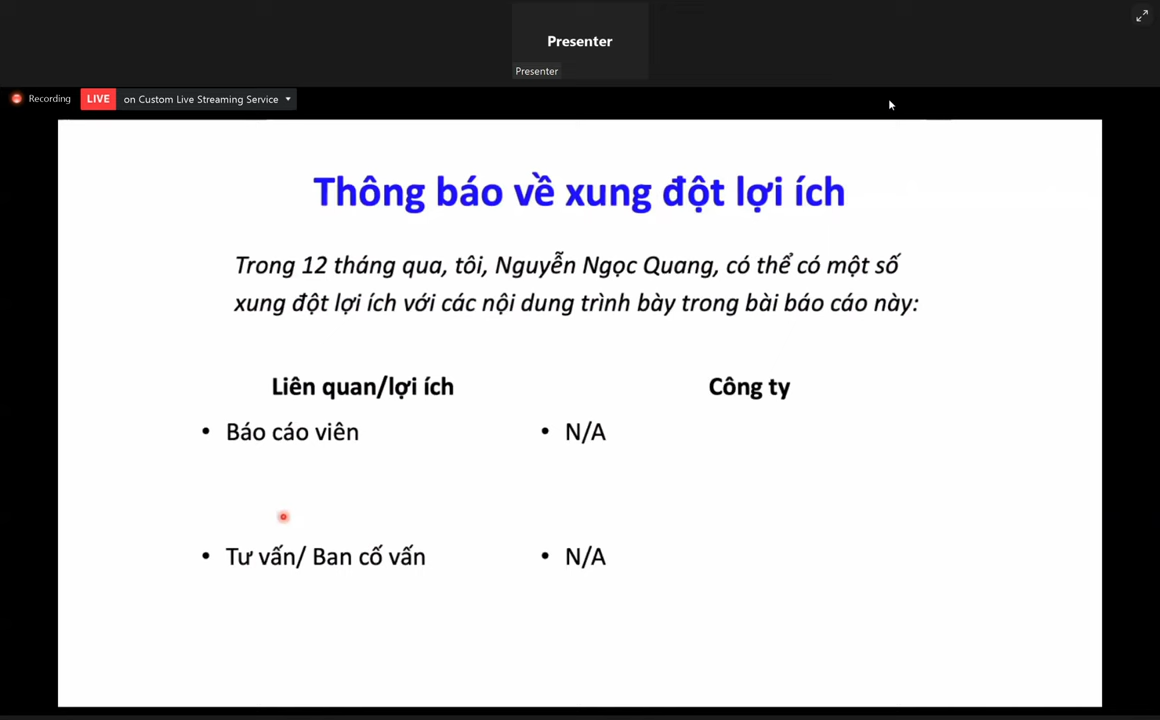 Presenter
Presenter
Recording
LIVE on Custom Live Streaming Service
Thông báo về xung đột lợi ích
Trong 12 tháng qua, tôi, Nguyễn Ngọc Quang, có thể có một số
xung đột lợi ích với các nội dung trình bày trong bài báo cáo này:
Liên quan/lợi ích
Công ty
• Báo cáo viên
• N/A
• Tư vấn/ Ban cố vấn
• N/A